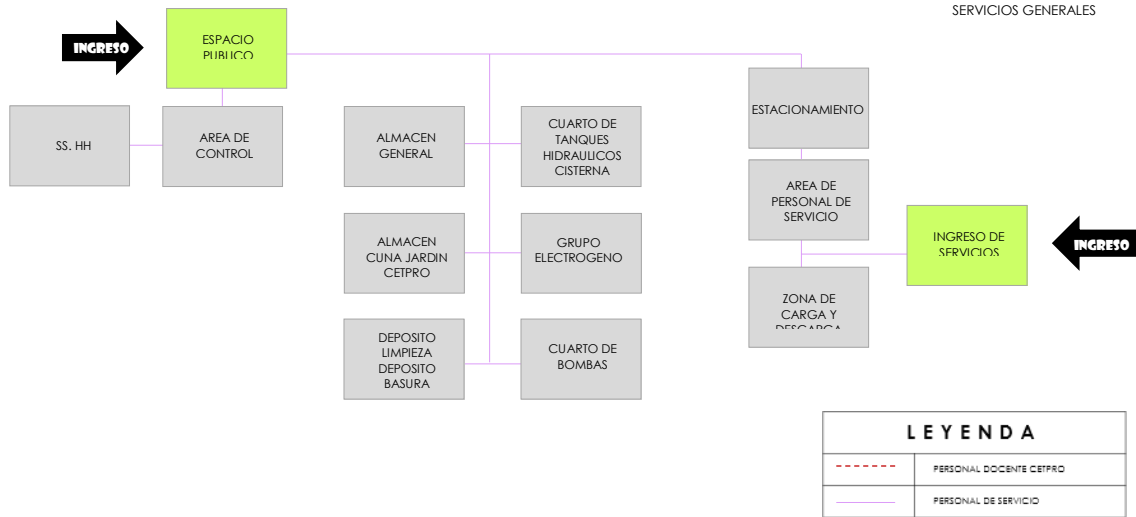 SERVICIOS GENERALES
INGRESO
ESPACIO
PUBLICO
SS. HH
AREA DE
CONTROL
ALMACEN
GENERAL
CUARTO DE
TANQUES
HIDRAULICOS
CISTERNA
ESTACIONAMIENTO
AREA DE
PERSONAL DE
SERVICIO
ALMACEN
CUNA JARDIN
CETPRO
GRUPO
ELECTROGENO
INGRESO DE
SERVICIOS
INGRESO
ZONA DE
CARGA Y
DESCARGA
DEPOSITO
LIMPIEZA
DEPOSITO
BASURA
CUARTO DE
BOMBAS
LEYENDA
PERSONAL DOCENTE CETPRO
PERSONAL DE SERVICIO